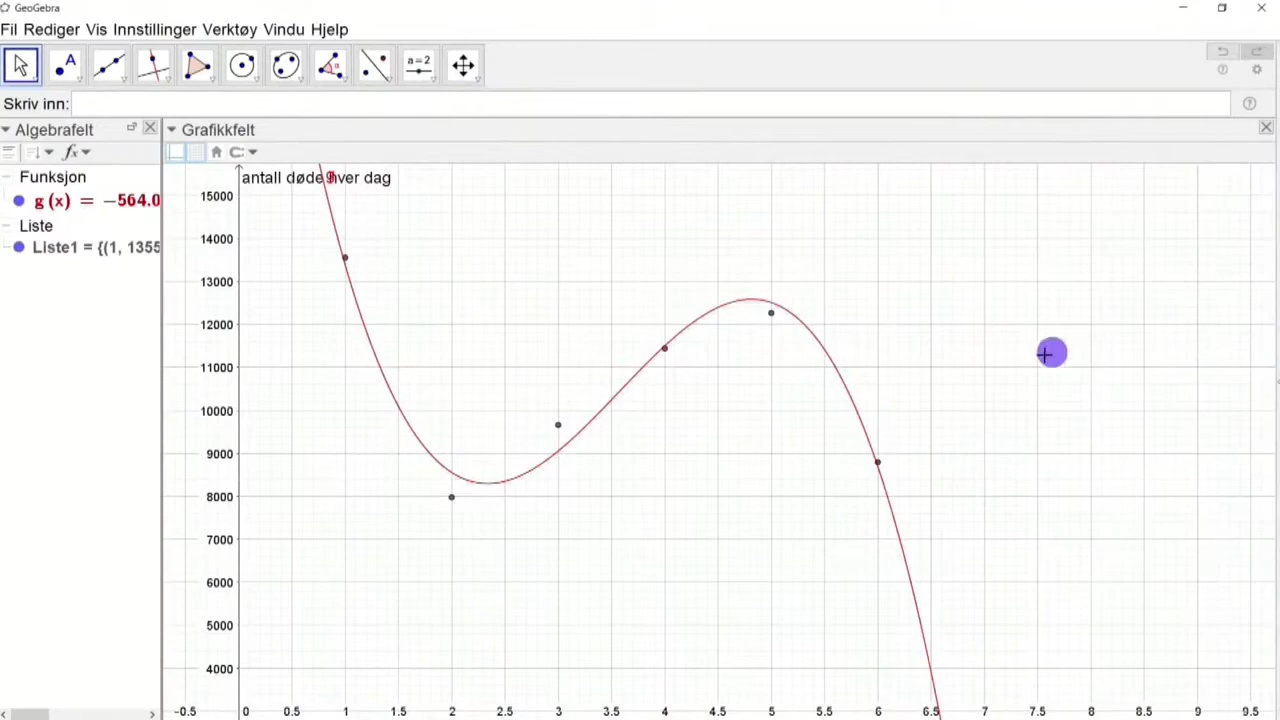 GeoGebra
Fil Rediger Vis Innstillinger Verktøy Vindu Hjelp
A
α
a=2
Skriv inn:
Algebrafelt
Grafikkfelt
fx
Funksjon
g(x) = −564.0
Liste
Liste1 = {(1, 1355
antall døde hver dag
g
15000
14000
13000
12000
11000
10000
9000
8000
7000
6000
5000
4000
-0.5 0 0.5 1 1.5 2 2.5 3 3.5 4 4.5 5 5.5 6 6.5 7 7.5 8 8.5 9 9.5